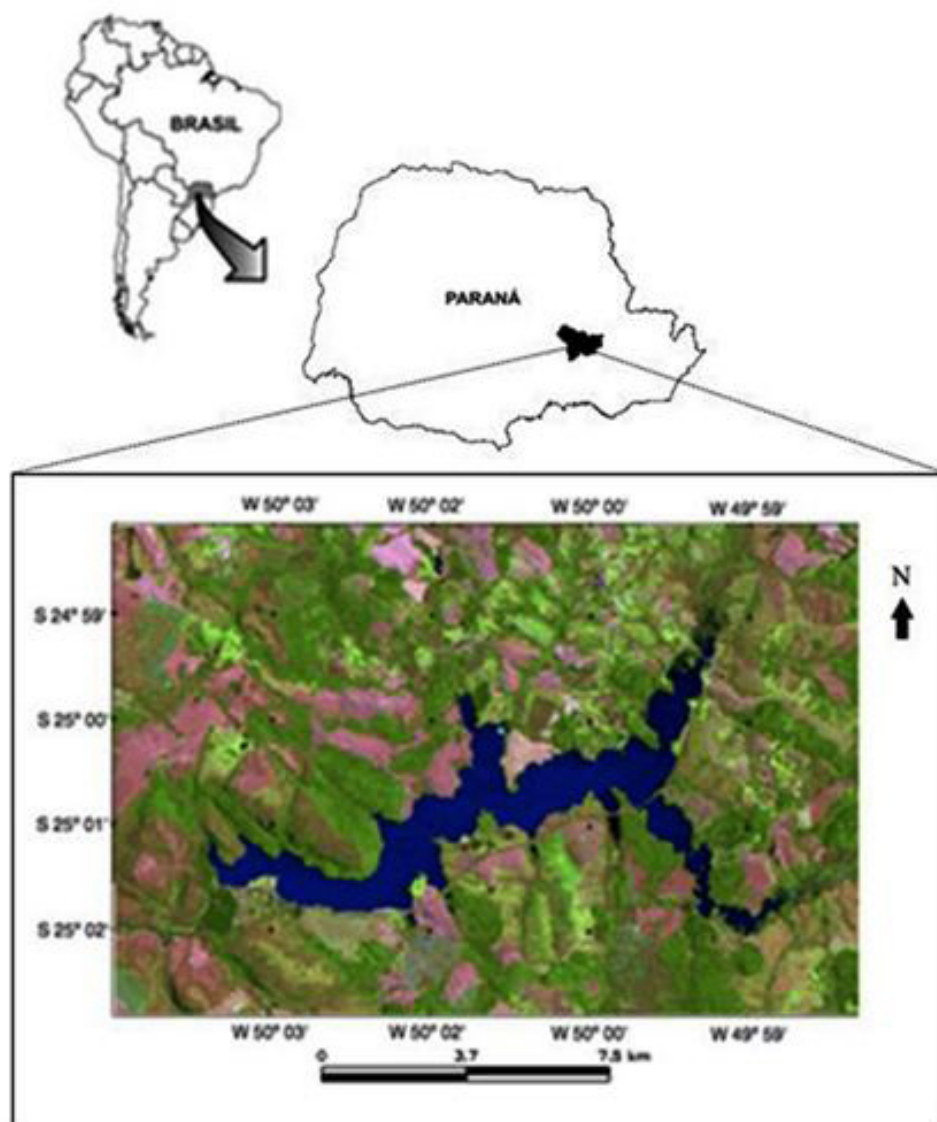 BRASIL
PARANÁ
W 50° 03' W 50° 02' W 50° 00' W 49° 59'
N
S 24° 59'
S 25° 00'
S 25° 01'
S 25° 02'
W 50° 03' W 50° 02' W 50° 00' W 49° 59'
0 3.7 7.5 km